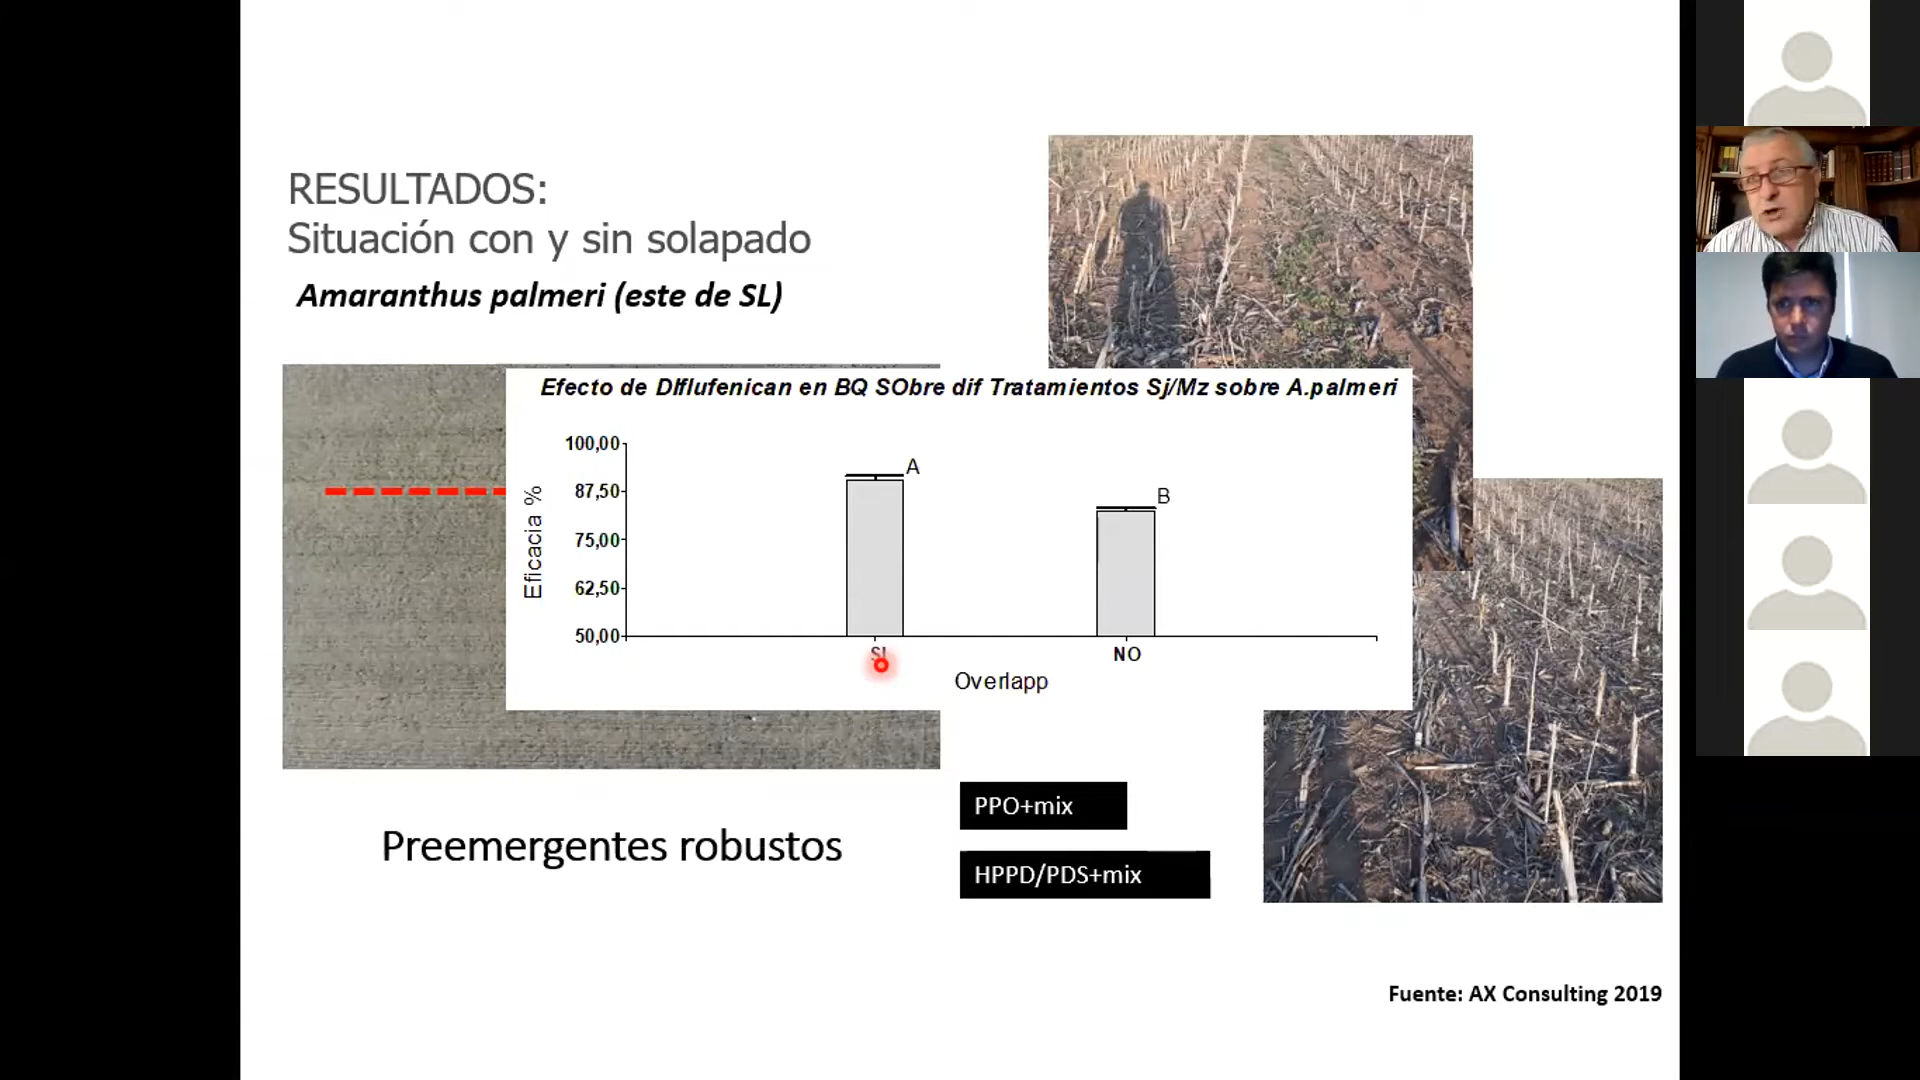 RESULTADOS:
Situación con y sin solapado
Amaranthus palmeri (este de SL)
Efecto de DIflufenican en BQ SObre dif Tratamientos Sj/Mz sobre A.palmeri
Eficacia %
100,00
87,50
75,00
62,50
50,00
A
B
SI
NO
Overlapp
PPO+mix
HPPD/PDS+mix
Preemergentes robustos
Fuente: AX Consulting 2019